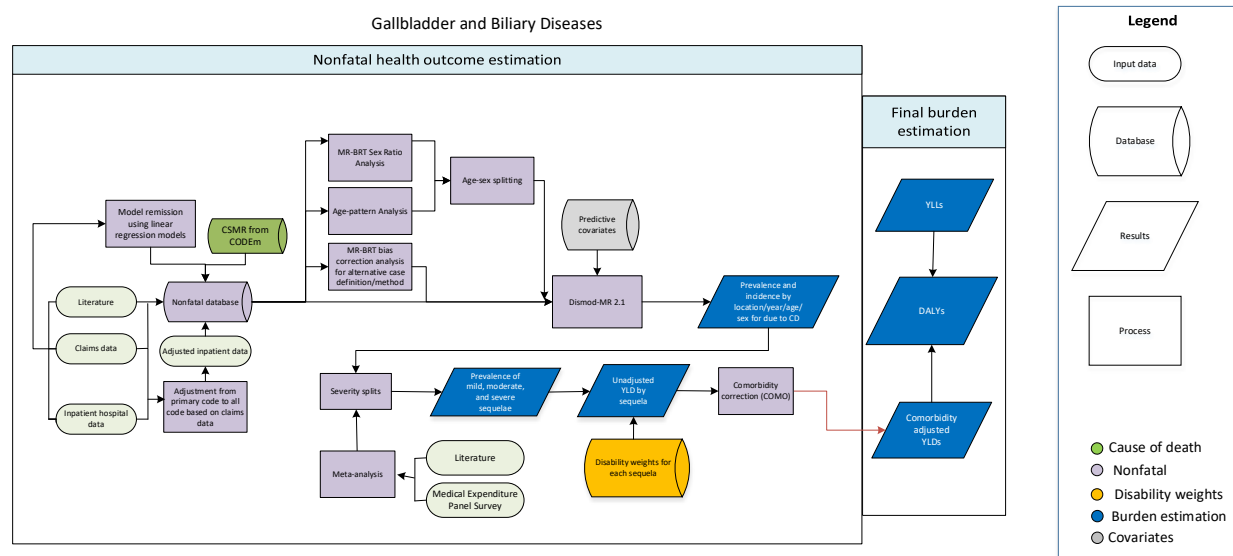 Gallbladder and Biliary Diseases
Nonfatal health outcome estimation
Final burden
estimation
MR-BRT Sex Ratio
Analysis
Age-sex splitting
Age-pattern Analysis
Model remission
using linear
regression models
CSMR from
CODEm
MR-BRT bias
correction analysis
for alternative case
definition/method
Predictive
covariates
Literature
Nonfatal database
Dismod-MR 2.1
Prevalence and incidence by
location/year/age/
sex for due to CD
Claims data
Adjusted inpatient data
Inpatient hospital
data
Adjustment from
primary code to all
code based on claims
data
Severity splits
Prevalence of
mild, moderate,
and severe
sequelae
Unadjusted
YLD by
sequela
Comorbidity
correction (COMO)
Meta-analysis
Literature
Medical Expenditure
Panel Survey
Disability weights for
each sequela
YLLs
DALYs
Comorbidity
adjusted
YLDs
Legend
Input data
Database
Results
Process
Cause of death
Nonfatal
Disability weights
Burden estimation
Covariates